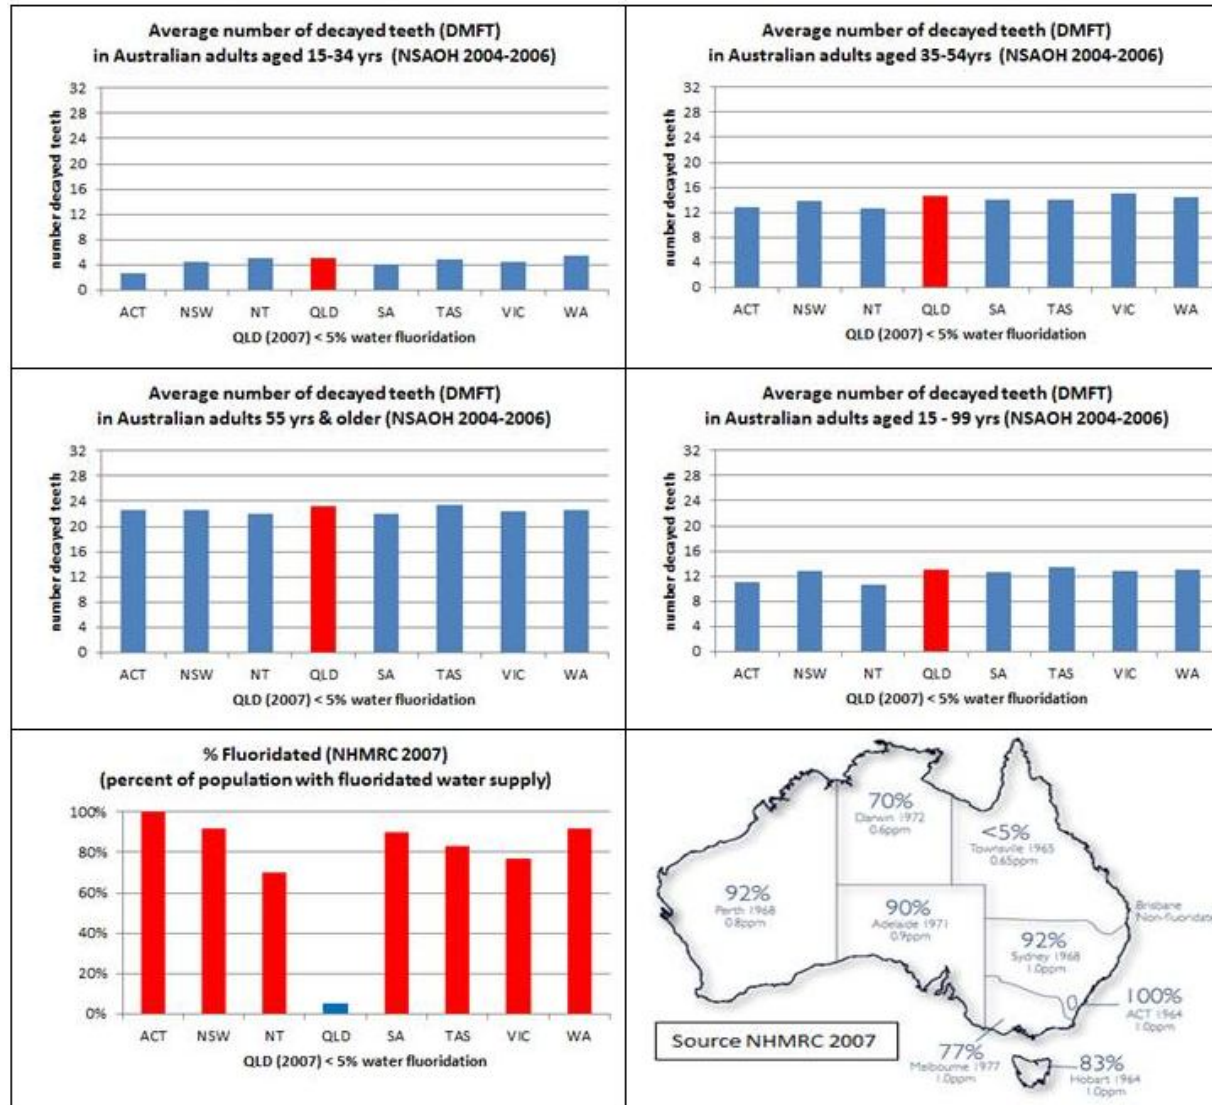 Average number of decayed teeth (DMFT)
in Australian adults aged 15-34 yrs (NSAOH 2004-2006)
number decayed teeth
32
28
24
20
16
12
8
4
0
ACT NSW NT QLD SA TAS VIC WA
QLD (2007) < 5% water fluoridation
Average number of decayed teeth (DMFT)
in Australian adults aged 35-54yrs (NSAOH 2004-2006)
number decayed teeth
32
28
24
20
16
12
8
4
0
ACT NSW NT QLD SA TAS VIC WA
QLD (2007) < 5% water fluoridation
Average number of decayed teeth (DMFT)
in Australian adults 55 yrs & older (NSAOH 2004-2006)
number decayed teeth
32
28
24
20
16
12
8
4
0
ACT NSW NT QLD SA TAS VIC WA
QLD (2007) < 5% water fluoridation
Average number of decayed teeth (DMFT)
in Australian adults aged 15 - 99 yrs (NSAOH 2004-2006)
number decayed teeth
32
28
24
20
16
12
8
4
0
ACT NSW NT QLD SA TAS VIC WA
QLD (2007) < 5% water fluoridation
% Fluoridated (NHMRC 2007)
(percent of population with fluoridated water supply)
100%
80%
60%
40%
20%
0%
ACT NSW NT QLD SA TAS VIC WA
QLD (2007) < 5% water fluoridation
70%
Darwin 1972
0.6ppm
<5%
Townsville 1965
0.65ppm
92%
Perth 1968
0.8ppm
90%
Adelaide 1971
0.9ppm
Brisbane
92%
Sydney 1968
1.0ppm
100%
ACT 1964
1.0ppm
Source NHMRC 2007
77%
Melbourne 1977
1.0ppm
83%
Hobart 1964
1.0ppm